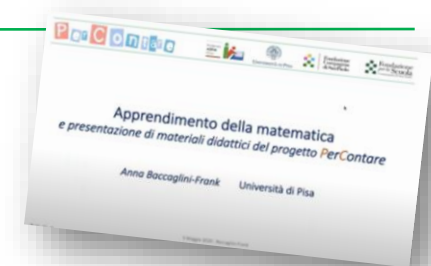 PerContare
Apprendimento della matematica
e presentazione di materiali didattici del progetto PerContare
Anna Baccaglini-Frank Università di Pisa